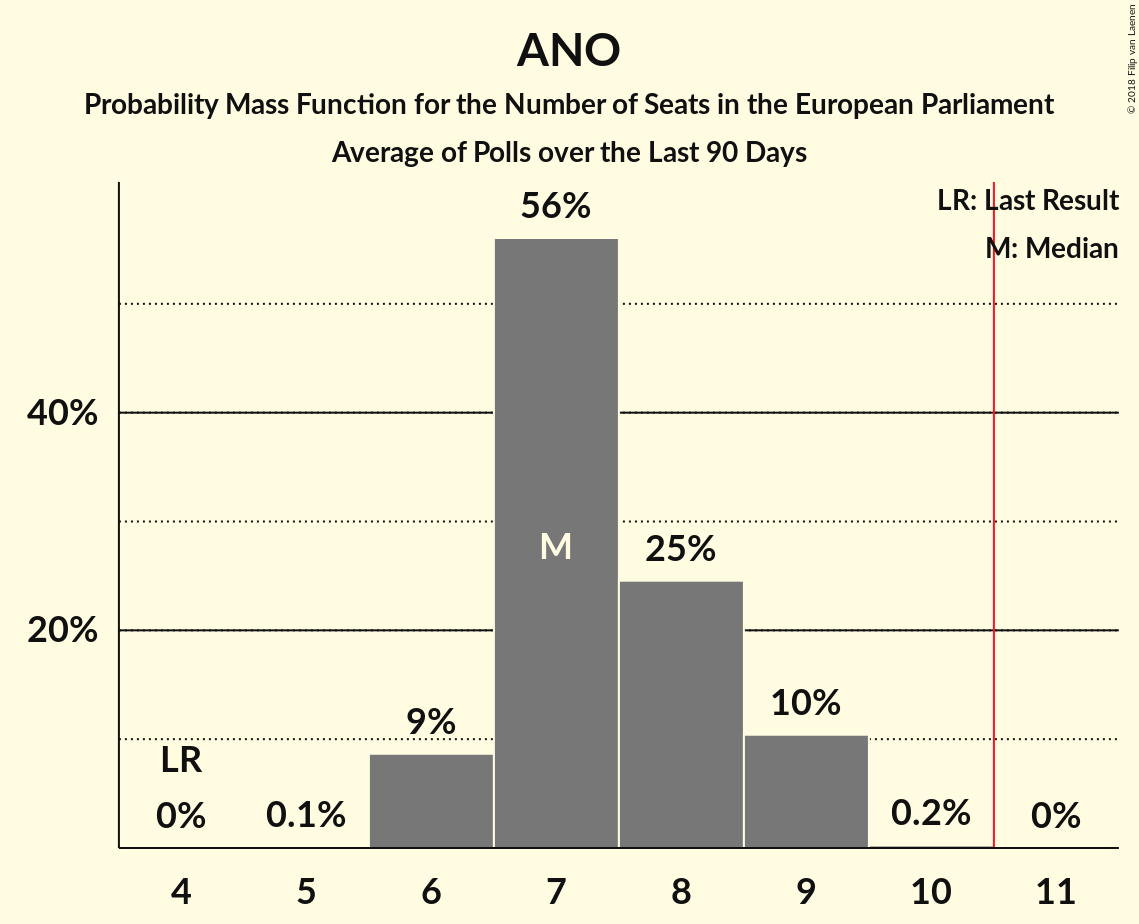 ANO
Probability Mass Function for the Number of Seats in the European Parliament
Average of Polls over the Last 90 Days
© 2018 Filip van Laenen
LR: Last Result
M: Median
56%
40%
M
25%
20%
9%
10%
LR
0%
0.1%
0.2%
0%
4 5 6 7 8 9 10 11